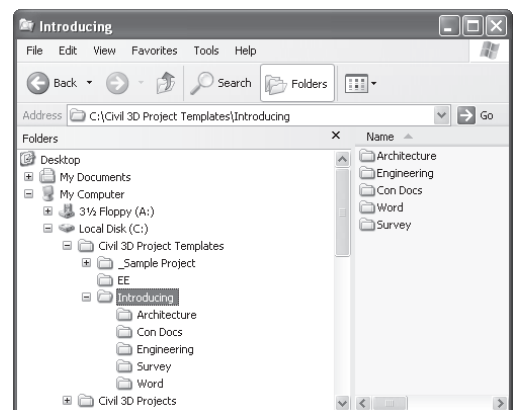 Introducing
File Edit View Favorites Tools Help
Back Search Folders
Address C:\Civil 3D Project Templates\Introducing Go
Folders
Desktop
My Documents
My Computer
3½ Floppy (A:)
Local Disk (C:)
Civil 3D Project Templates
_Sample Project
EE
Introducing
Architecture
Con Docs
Engineering
Survey
Word
Civil 3D Projects
Name
Architecture
Engineering
Con Docs
Word
Survey